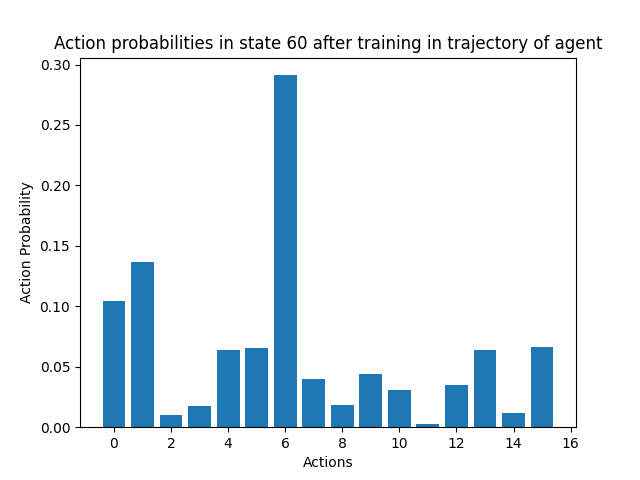 Action probabilities in state 60 after training in trajectory of agent
0.30
0.25
0.20
0.15
0.10
0.05
0.00
Action Probability
0 2 4 6 8 10 12 14 16
Actions